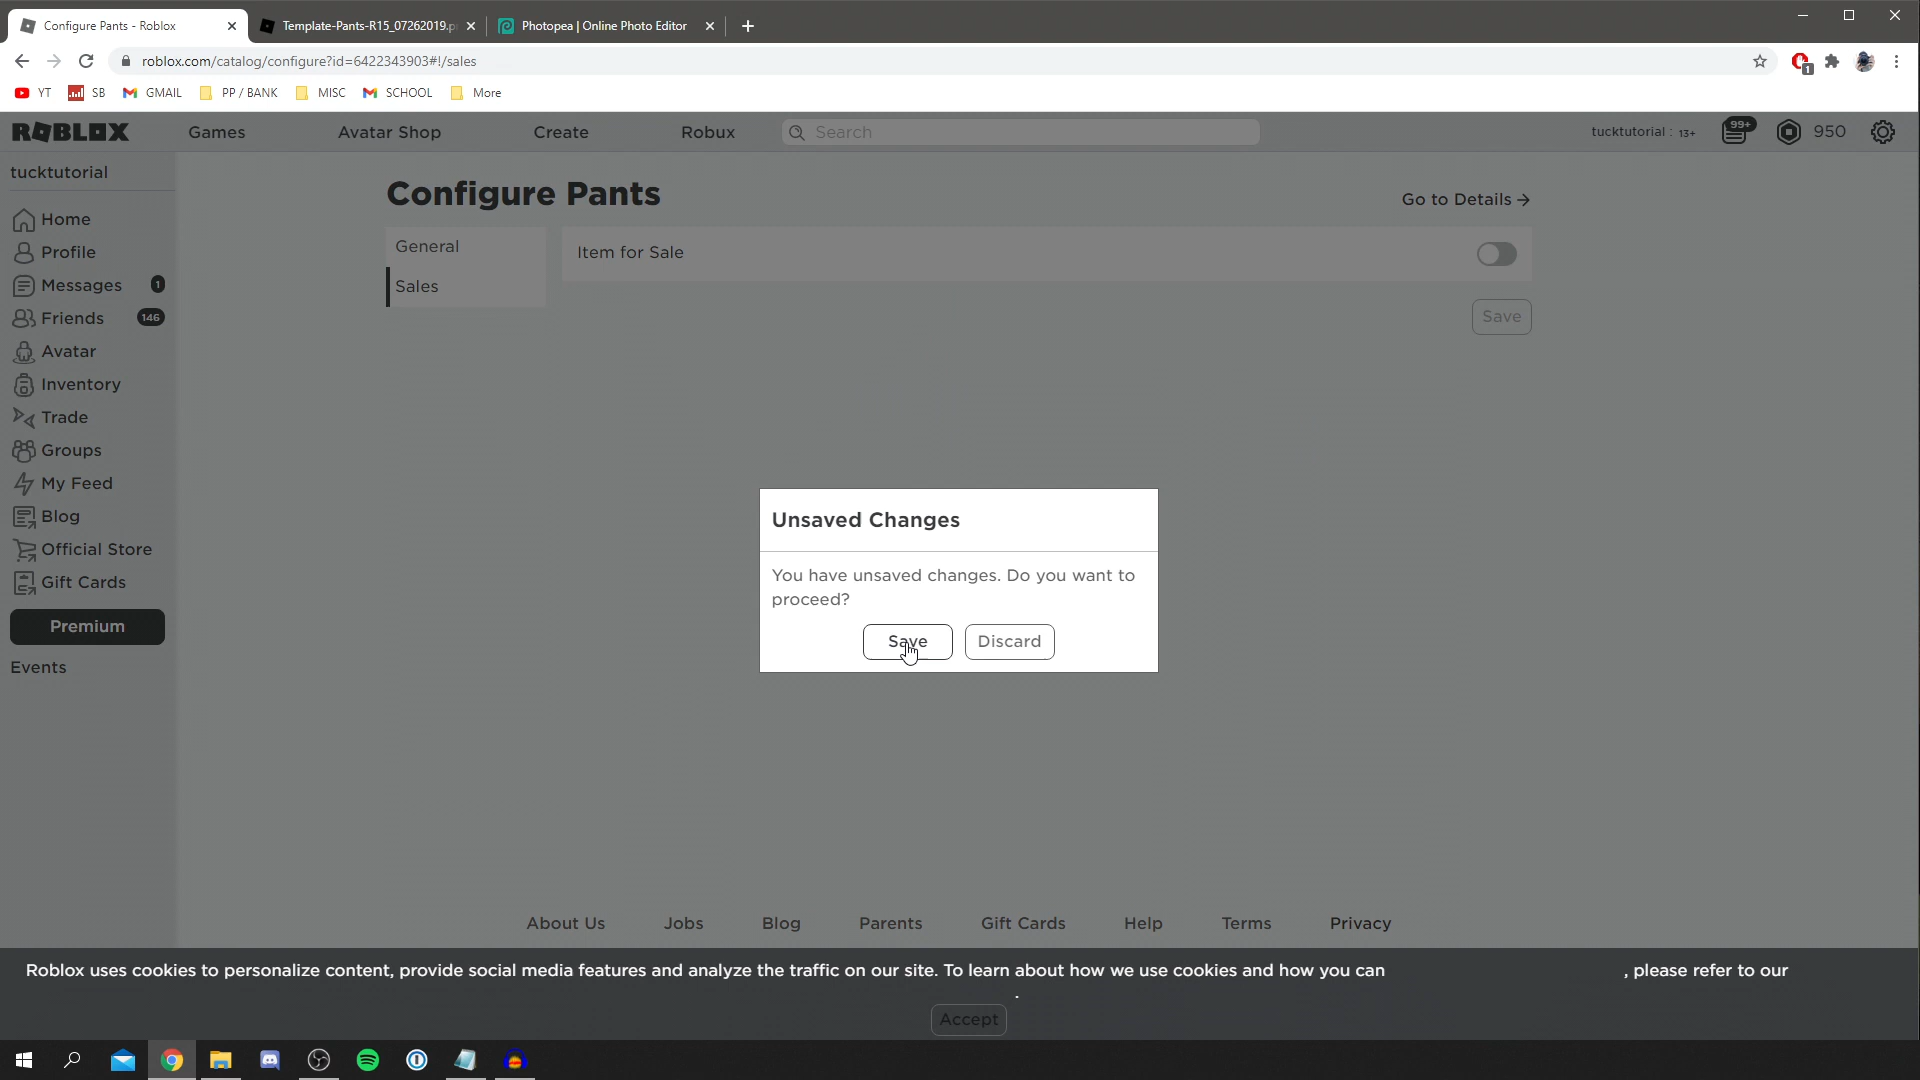 Configure Pants - Roblox
Template-Pants-R15_07262019.p
Photopea | Online Photo Editor
roblox.com/catalog/configure?id=6422343903#!/sales
1
YT
SB
GMAIL
PP / BANK
MISC
SCHOOL
More
ROBLOX
Games
Avatar Shop
Create
Robux
Search
tucktutorial : 13+
99+
950
tucktutorial
Home
Profile
Messages 1
Friends 146
Avatar
Inventory
Trade
Groups
My Feed
Blog
Official Store
Gift Cards
Premium
Events
Configure Pants
Go to Details →
General
Sales
Item for Sale
Save
Unsaved Changes
You have unsaved changes. Do you want to
proceed?
Save
Discard
About Us
Jobs
Blog
Parents
Gift Cards
Help
Terms
Privacy
Roblox uses cookies to personalize content, provide social media features and analyze the traffic on our site. To learn about how we use cookies and how you can , please refer to our
.
Accept